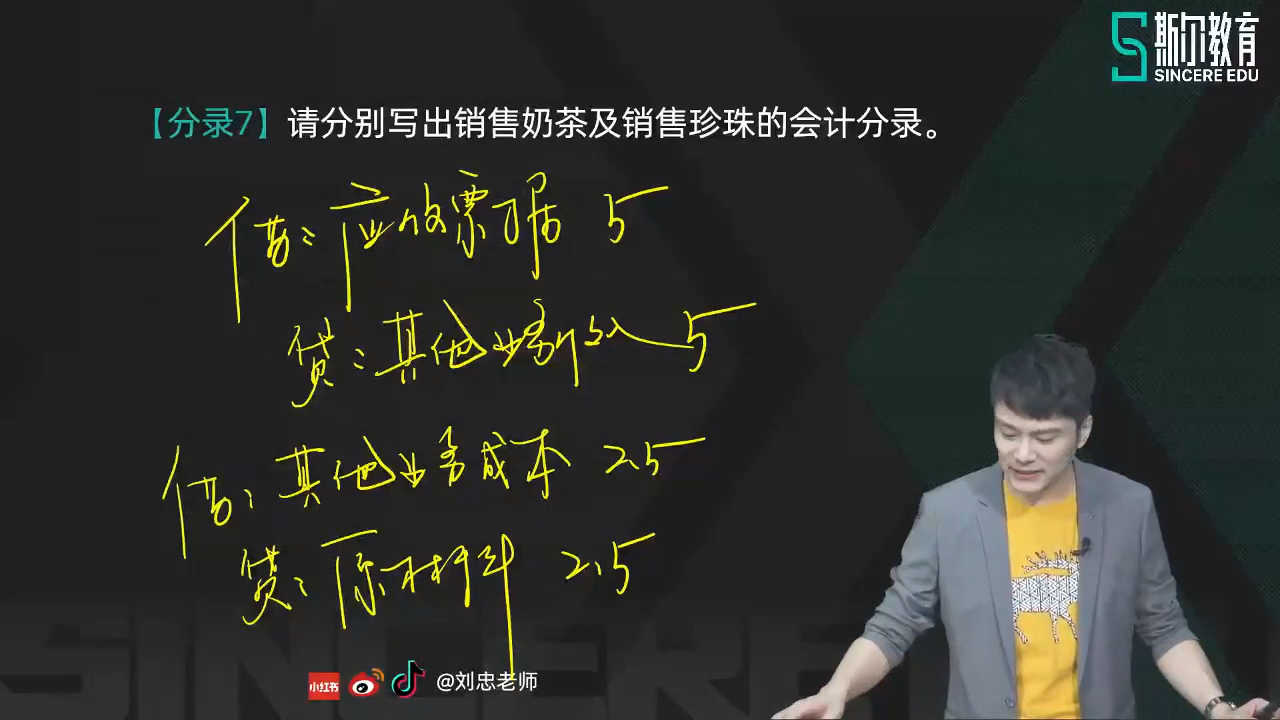 斯尔教育
SINCERE EDU
【分录7】请分别写出销售奶茶及销售珍珠的会计分录。
借：应收票据 5
贷：其他业务收入 5
借：其他业务成本 2.5
贷：原材料 2.5
SINCERE
小红书
@刘忠老师